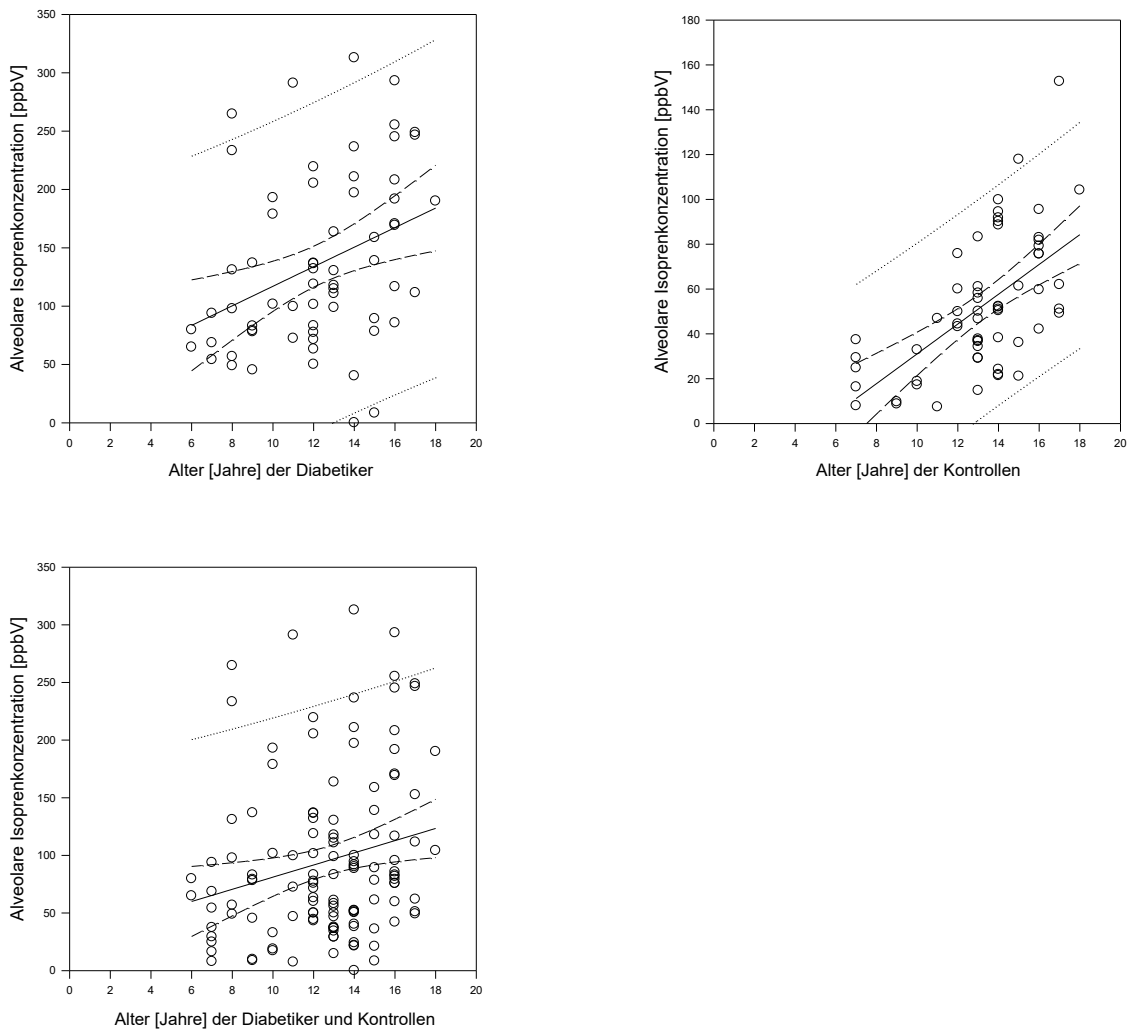 Alveolare Isoprenkonzentration [ppbV]
350
300
250
200
150
100
50
0
0 2 4 6 8 10 12 14 16 18 20
Alter [Jahre] der Diabetiker
Alveolare Isoprenkonzentration [ppbV]
180
160
140
120
100
80
60
40
20
0
0 2 4 6 8 10 12 14 16 18 20
Alter [Jahre] der Kontrollen
Alveolare Isoprenkonzentration [ppbV]
350
300
250
200
150
100
50
0
0 2 4 6 8 10 12 14 16 18 20
Alter [Jahre] der Diabetiker und Kontrollen